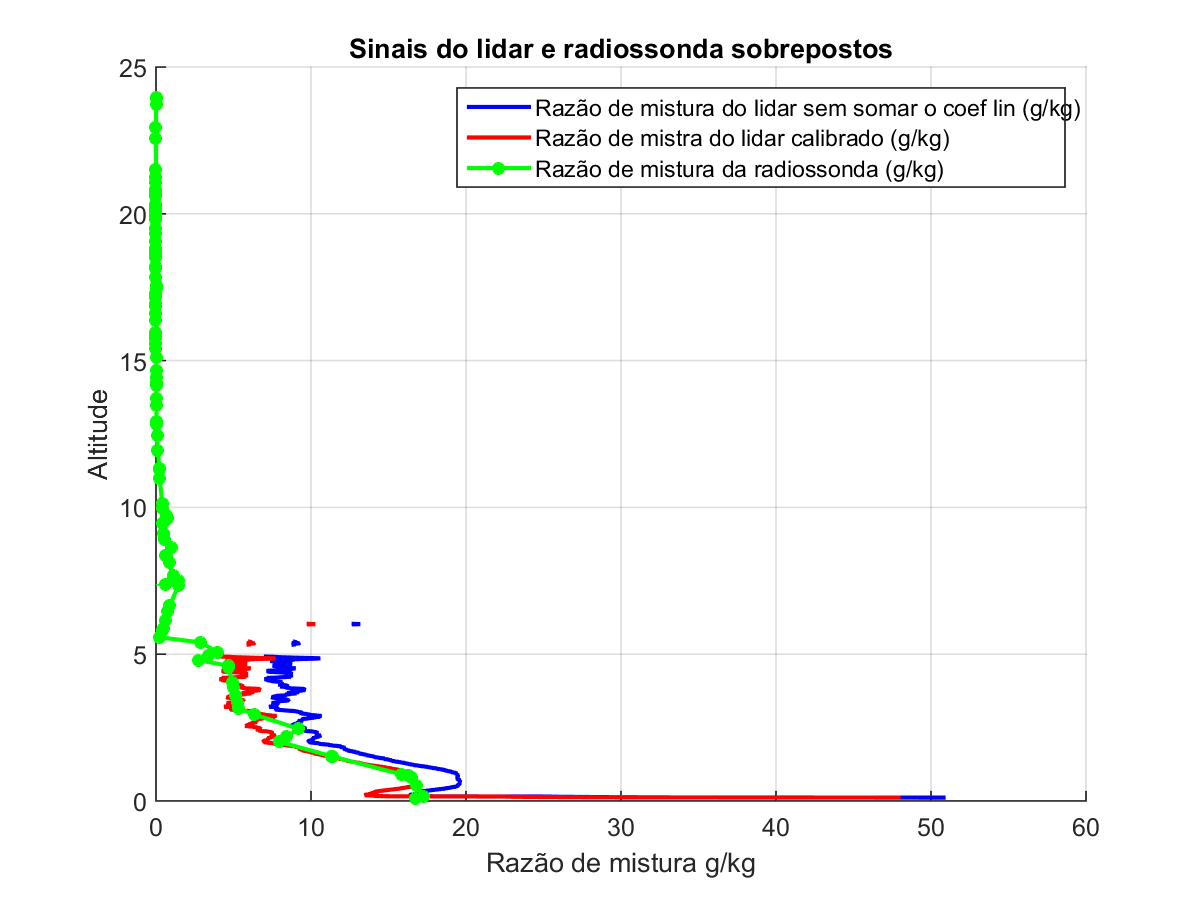 Sinais do lidar e radiossonda sobrepostos
25
20
15
10
5
0
Altitude
Razão de mistura do lidar sem somar o coef lin (g/kg)
Razão de mistra do lidar calibrado (g/kg)
Razão de mistura da radiossonda (g/kg)
0 10 20 30 40 50 60
Razão de mistura g/kg